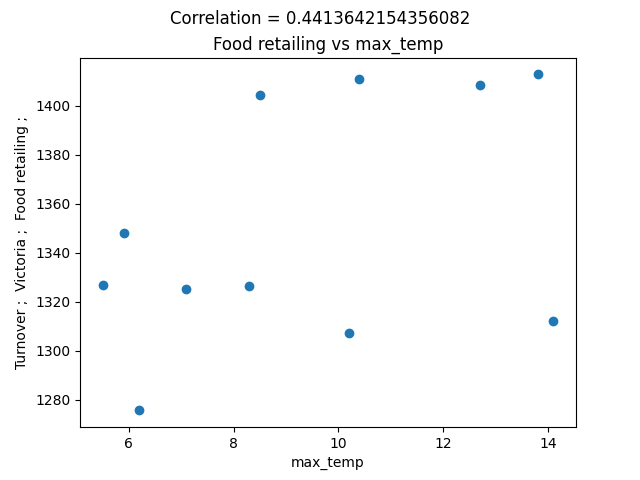 Correlation = 0.4413642154356082
Food retailing vs max_temp
Turnover ;  Victoria ;  Food retailing ;
1400
1380
1360
1340
1320
1300
1280
6 8 10 12 14
max_temp